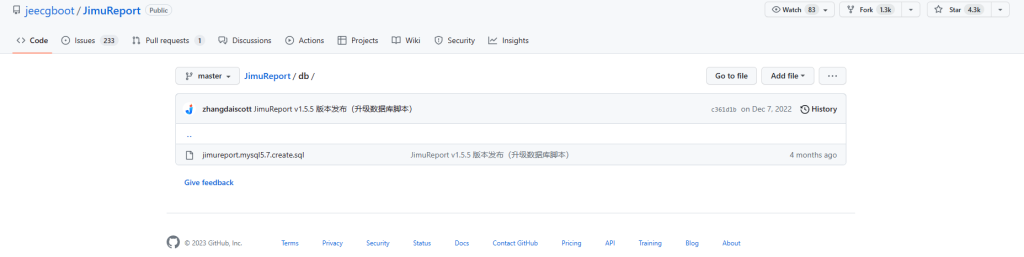 jeecgboot / JimuReport Public
Watch 83 Fork 1.3k Star 4.3k
Code Issues 233 Pull requests 1 Discussions Actions Projects Wiki Security Insights
master JimuReport / db / Go to file Add file ...
zhangdaiscott JimuReport v1.5.5 版本发布（升级数据库脚本） c361d1b on Dec 7, 2022 History
..
jimureport.mysql5.7.create.sql JimuReport v1.5.5 版本发布（升级数据库脚本） 4 months ago
Give feedback
© 2023 GitHub, Inc. Terms Privacy Security Status Docs Contact GitHub Pricing API Training Blog About